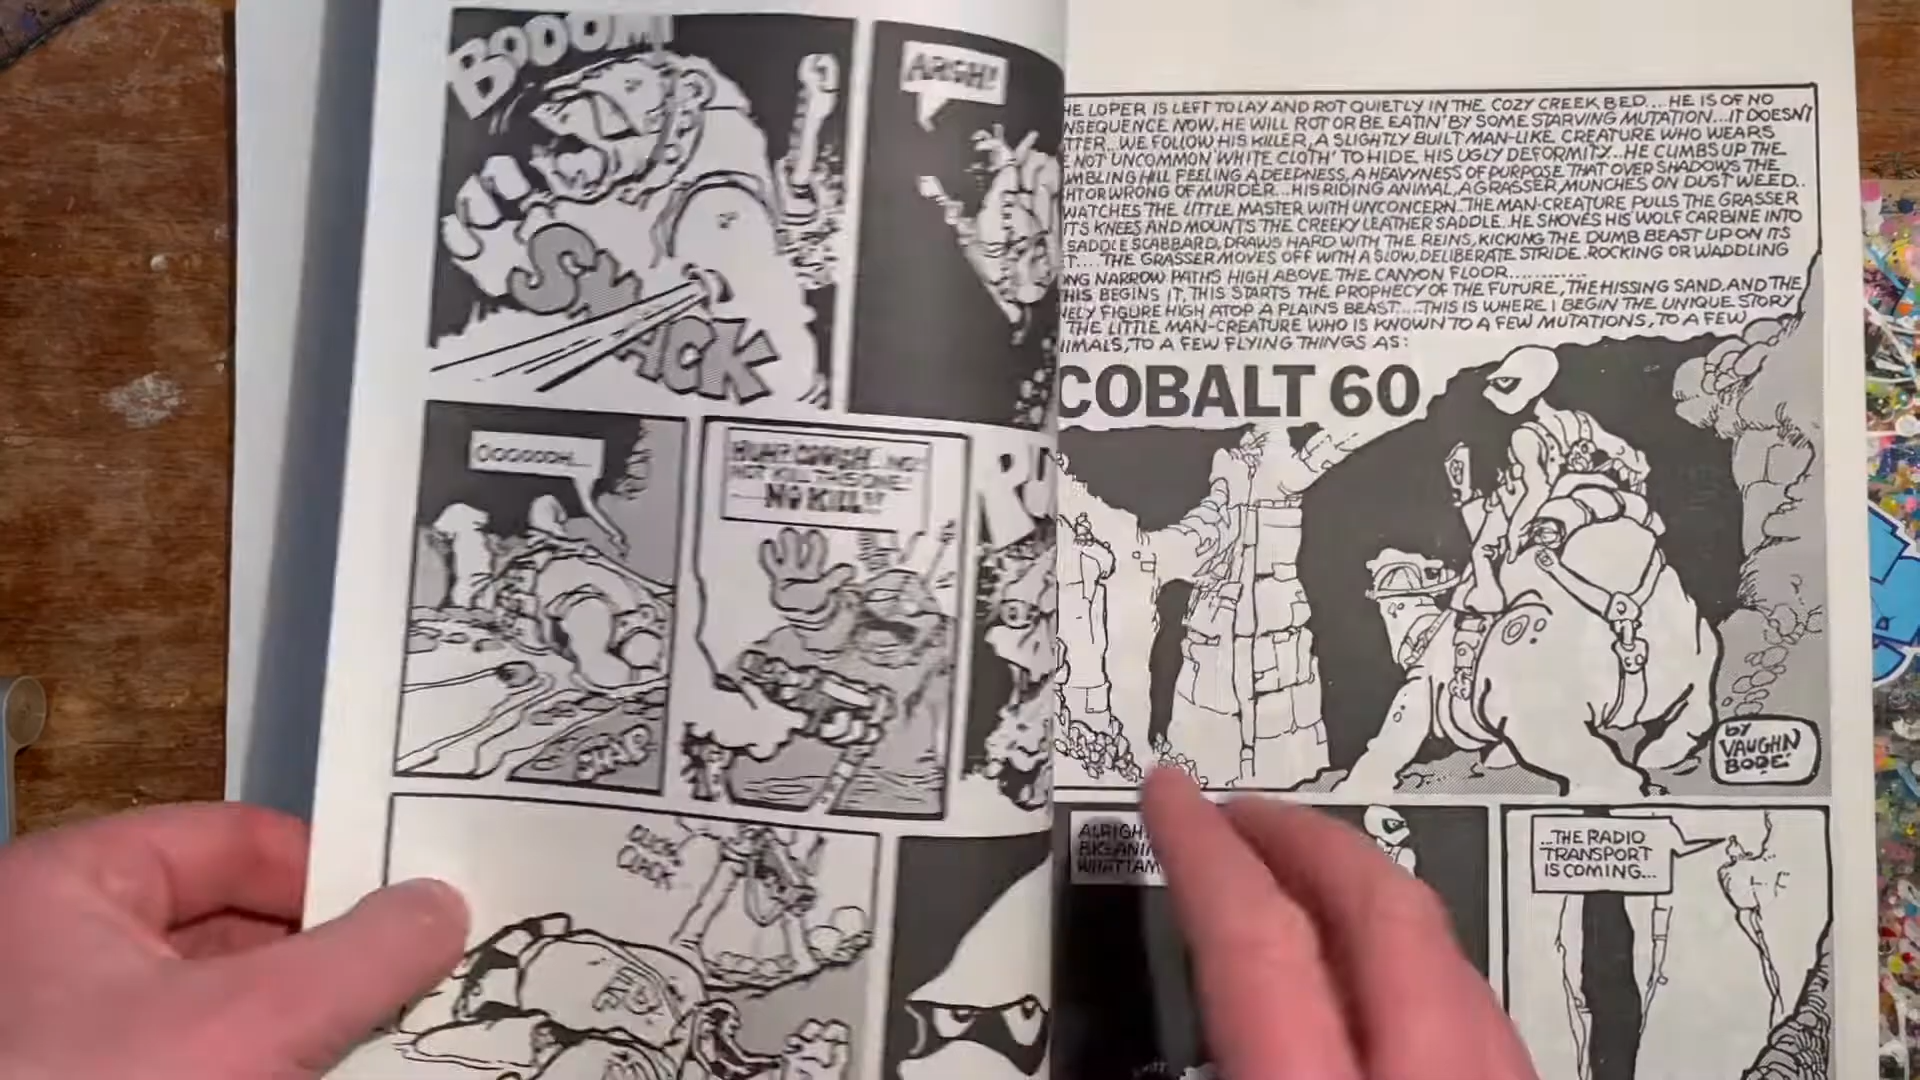 BOOOM!
SMACK
ARGH!
OOOOOOH...
NOT KILL THIS ONE!
NO KILL!!
SNAP
CLICK
CLACK
HE LOPER IS LEFT TO LAY AND ROT QUIETLY IN THE COZY CREEK BED.... HE IS OF NO
NSEQUENCE NOW. HE WILL ROT OR BE EATIN' BY SOME STARVING MUTATION...IT DOESN'T
TTER...WE FOLLOW HIS KILLER, A SLIGHTLY BUILT MAN-LIKE CREATURE WHO WEARS
E NOT UNCOMMON 'WHITE CLOTH' TO HIDE HIS UGLY DEFORMITY...HE CLIMBS UP THE
MBLING HILL FEELING A DEEPNESS, A HEAVYNESS OF PURPOSE THAT OVER SHADOWS THE
HT OR WRONG OF MURDER... HIS RIDING ANIMAL, A GRASSER, MUNCHES ON DUST WEED..
WATCHES THE LITTLE MASTER WITH UNCONCERN. THE MAN-CREATURE PULLS THE GRASSER
ITS KNEES AND MOUNTS THE CREEKY LEATHER SADDLE. HE SHOVES HIS WOLF CARBINE INTO
SADDLE SCABBARD, DRAWS HARD WITH THE REINS, KICKING THE DUMB BEAST UP ON ITS
T.... THE GRASSER MOVES OFF WITH A SLOW, DELIBERATE STRIDE. ROCKING OR WADDLING
NG NARROW PATHS HIGH ABOVE THE CANYON FLOOR............
HIS BEGINS IT, THIS STARTS THE PROPHECY OF THE FUTURE, THE HISSING SAND, AND THE
NELY FIGURE HIGH ATOP A PLAINS BEAST.....THIS IS WHERE I BEGIN THE UNIQUE STORY
THE LITTLE MAN-CREATURE WHO IS KNOWN TO A FEW MUTATIONS, TO A FEW
IMALS, TO A FEW FLYING THINGS AS:
COBALT 60
by
VAUGHN
BODE'
ALRIGH
WHATTAM
...THE RADIO
TRANSPORT
IS COMING...